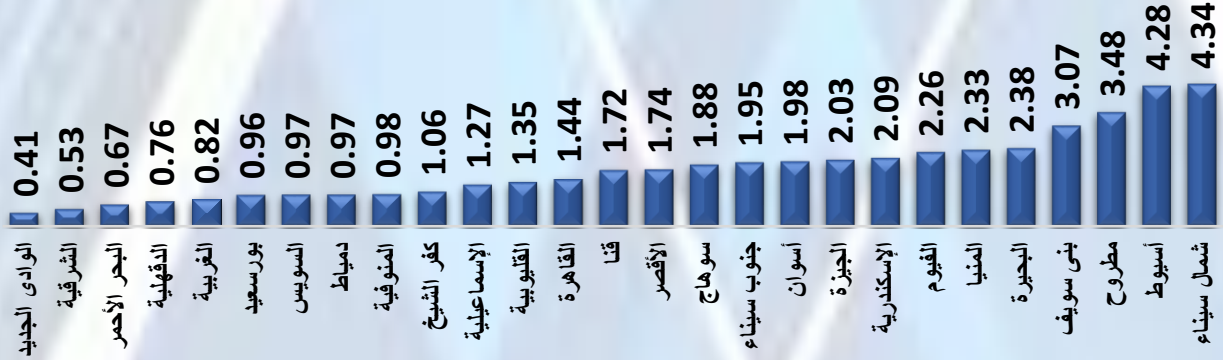 0.41
0.53
0.67
0.76
0.82
0.96
0.97
0.97
0.98
1.06
1.27
1.35
1.44
1.72
1.74
1.88
1.95
1.98
2.03
2.09
2.26
2.33
2.38
3.07
3.48
4.28
4.34
الوادى الجديد
الشرقية
البحر الأحمر
الدقهلية
الغربية
بورسعيد
السويس
دمياط
المنوفية
كفر الشيخ
الإسماعيلية
القليوبية
القاهرة
قنا
الأقصر
سوهاج
جنوب سيناء
أسوان
الجيزة
الإسكندرية
الفيوم
المنيا
البحيرة
بنى سويف
مطروح
أسيوط
شمال سيناء